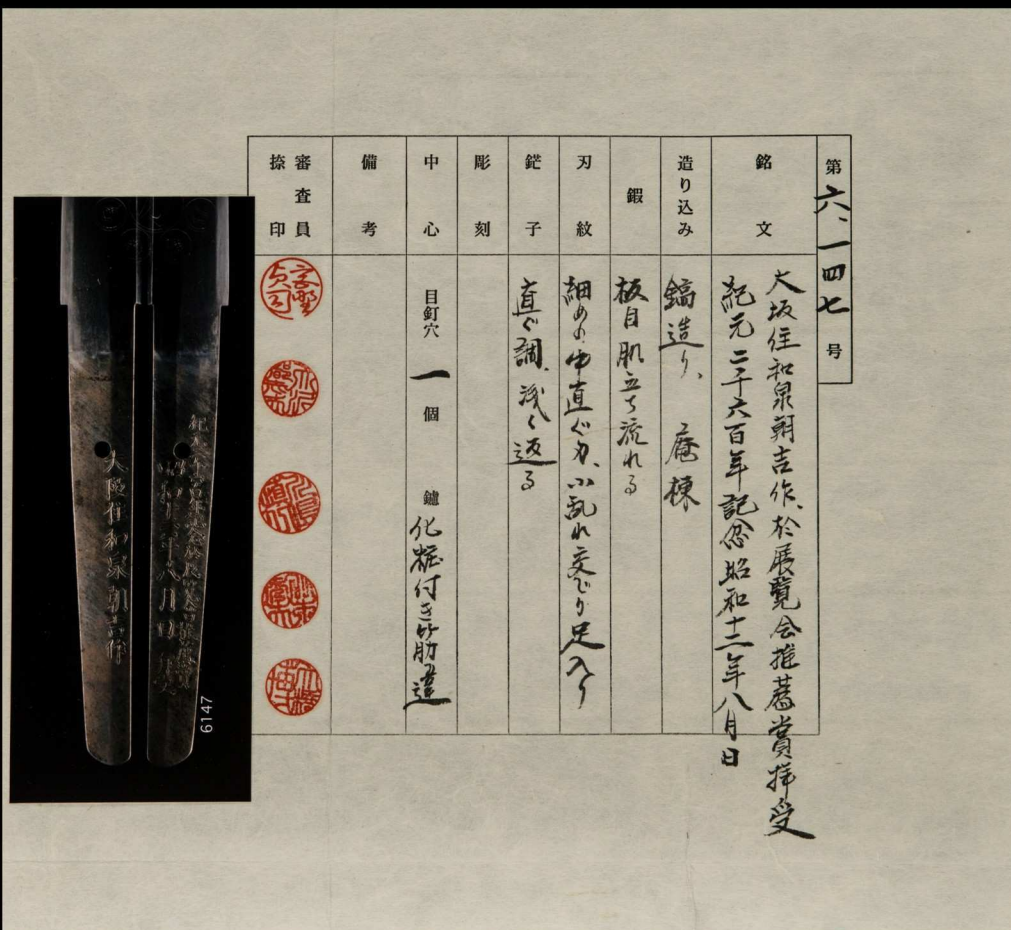 第六、一四七号
銘文
大坂住和泉朝吉作、於展覧会推薦賞拝受
紀元二千六百年記念昭和十二年八月日
造り込み
鎬造り、庵棟
鍜
板目肌立ち流れる
刃紋
細めの中直ぐ刃、小乱れ交じり足入り
鋩子
直ぐ調、浅く返る
彫刻
中心
目釘穴 一 個 鑢 化粧付き筋違
備考
審査員
捺印
大阪住和泉朝吉作
6147